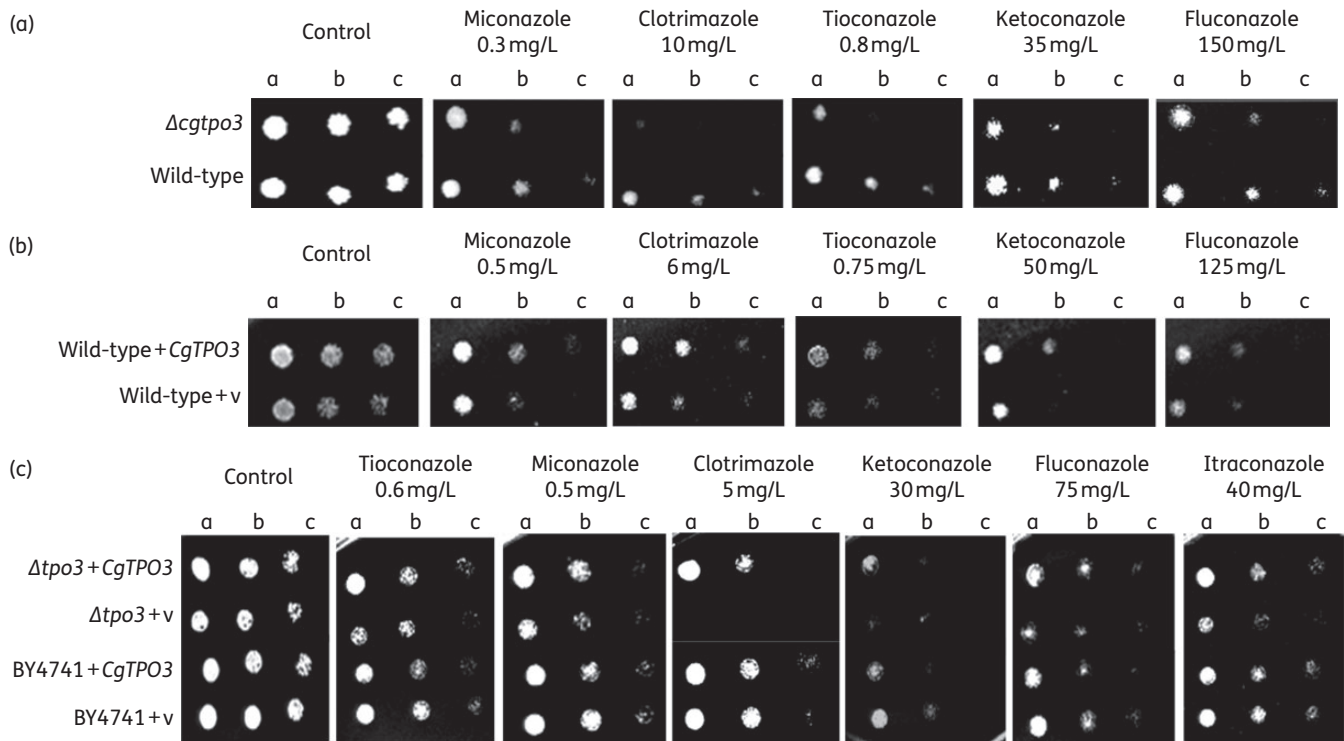 (a)
Control
Miconazole
0.3 mg/L
Clotrimazole
10 mg/L
Tioconazole
0.8 mg/L
Ketoconazole
35 mg/L
Fluconazole
150 mg/L
a b c a b c a b c a b c a b c a b c
Δcgtpo3
Wild-type
(b)
Control
Miconazole
0.5 mg/L
Clotrimazole
6 mg/L
Tioconazole
0.75 mg/L
Ketoconazole
50 mg/L
Fluconazole
125 mg/L
a b c a b c a b c a b c a b c a b c
Wild-type + CgTPO3
Wild-type + v
(c)
Control
Tioconazole
0.6 mg/L
Miconazole
0.5 mg/L
Clotrimazole
5 mg/L
Ketoconazole
30 mg/L
Fluconazole
75 mg/L
Itraconazole
40 mg/L
a b c a b c a b c a b c a b c a b c a b c
Δtpo3 + CgTPO3
Δtpo3 + v
BY4741 + CgTPO3
BY4741 + v